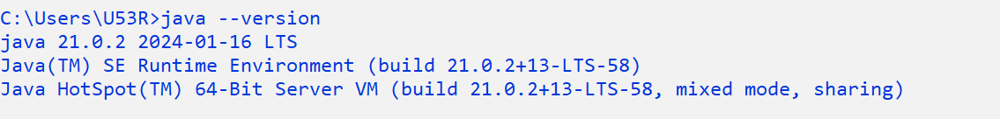 C:\Users\U53R>java --version
java 21.0.2 2024-01-16 LTS
Java(TM) SE Runtime Environment (build 21.0.2+13-LTS-58)
Java HotSpot(TM) 64-Bit Server VM (build 21.0.2+13-LTS-58, mixed mode, sharing)